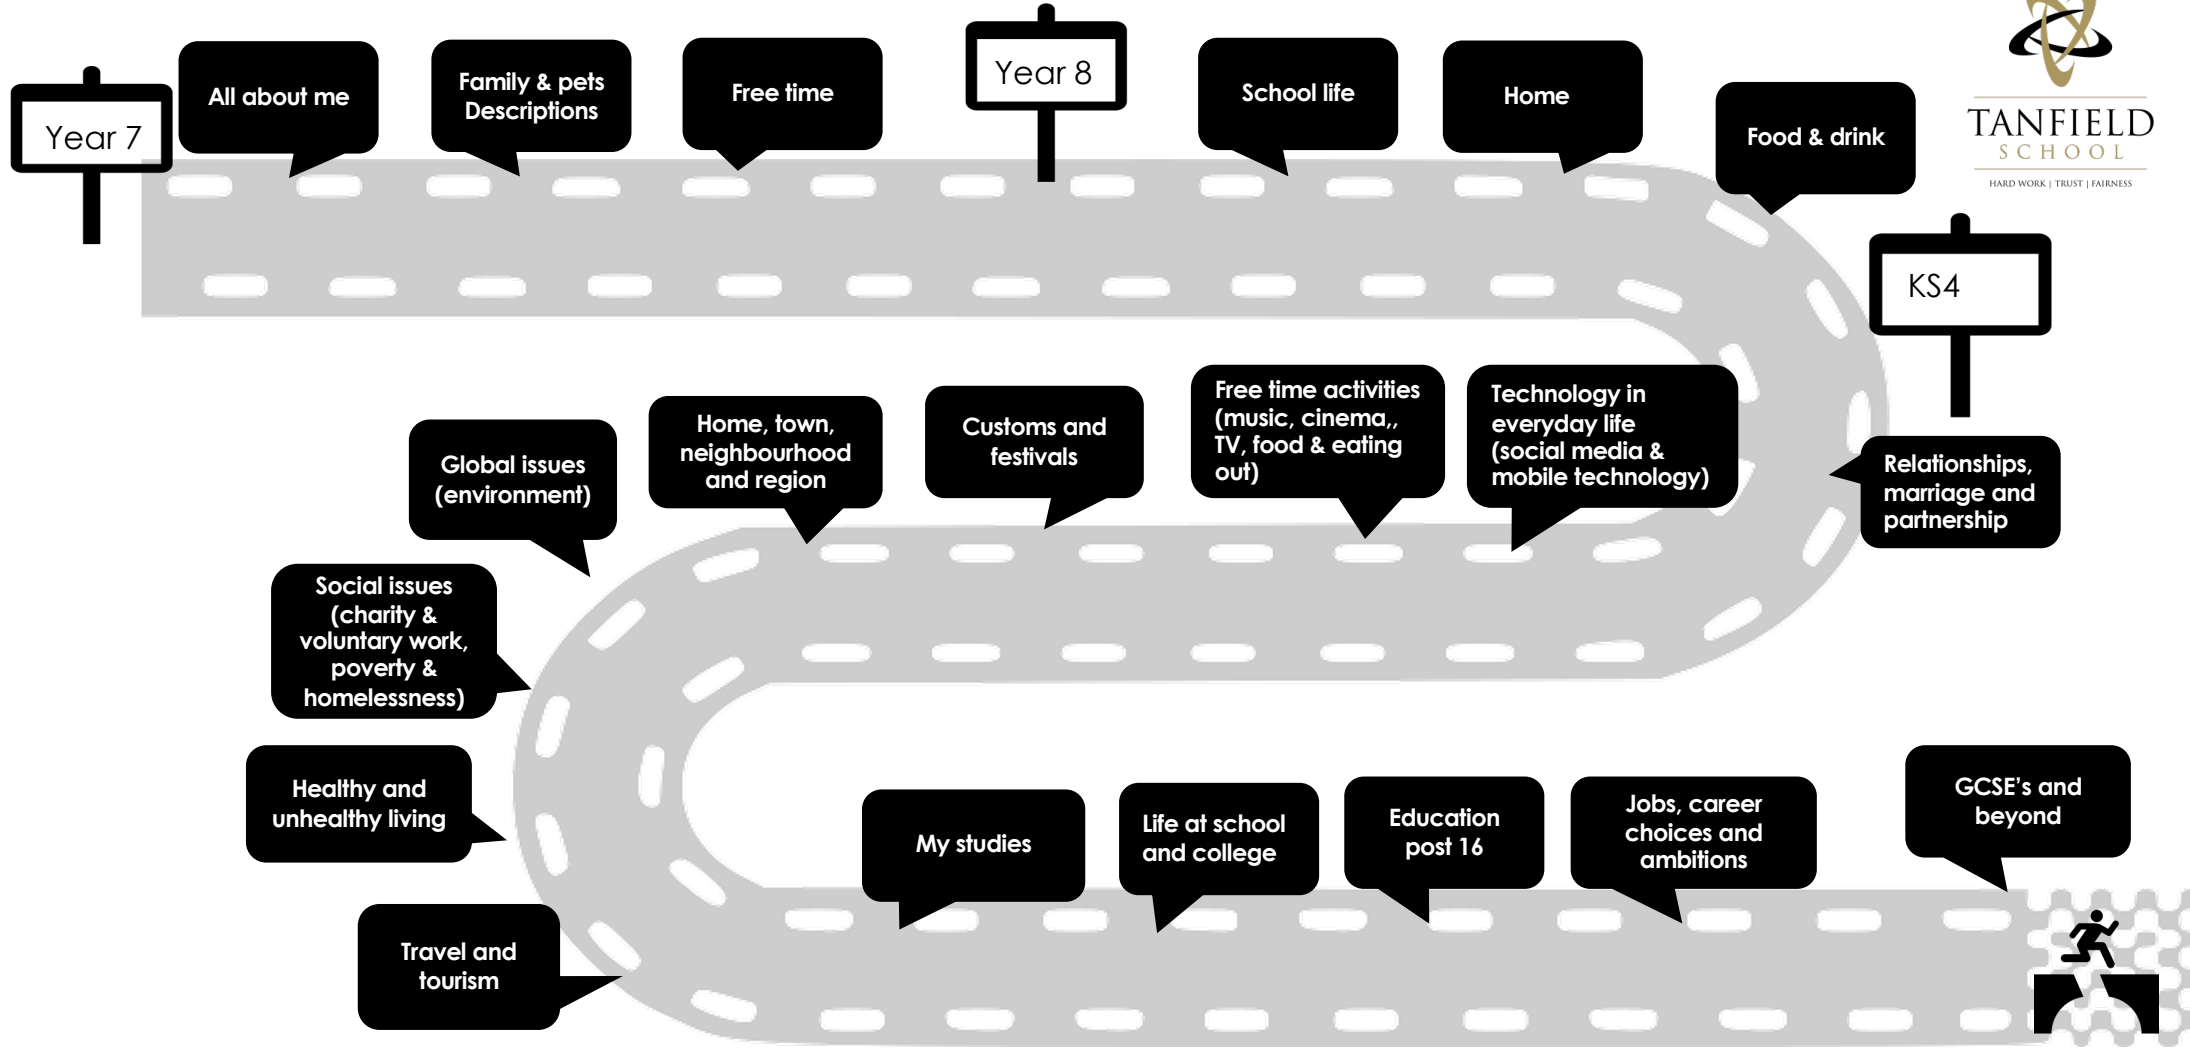 Year 7
All about me
Family & pets
Descriptions
Free time
Year 8
School life
Home
Food & drink
TANFIELD
SCHOOL
HARD WORK | TRUST | FAIRNESS
KS4
Relationships,
marriage and
partnership
Technology in
everyday life
(social media &
mobile technology)
Free time activities
(music, cinema,,
TV, food & eating
out)
Customs and
festivals
Home, town,
neighbourhood
and region
Global issues
(environment)
Social issues
(charity &
voluntary work,
poverty &
homelessness)
Healthy and
unhealthy living
Travel and
tourism
My studies
Life at school
and college
Education
post 16
Jobs, career
choices and
ambitions
GCSE's and
beyond